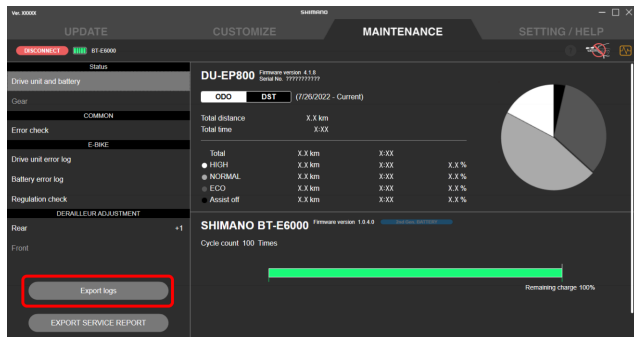 Ver. XXXXX
SHIMANO
UPDATE
CUSTOMIZE
MAINTENANCE
SETTING / HELP
DISCONNECT
BT-E6000
Status
Drive unit and battery
Gear
COMMON
Error check
E-BIKE
Drive unit error log
Battery error log
Regulation check
DERAILLEUR ADJUSTMENT
Rear +1
Front
Export logs
EXPORT SERVICE REPORT
DU-EP800 Firmware version 4.1.8
Serial No. ???????????
ODO DST (7/26/2022 - Current)
Total distance X.X km
Total time X:XX
Total X.X km X:XX
HIGH X.X km X:XX X.X %
NORMAL X.X km X:XX X.X %
ECO X.X km X:XX X.X %
Assist off X.X km X:XX X.X %
SHIMANO BT-E6000 Firmware version 1.0.4.0
Cycle count 100 Times
Remaining charge 100%